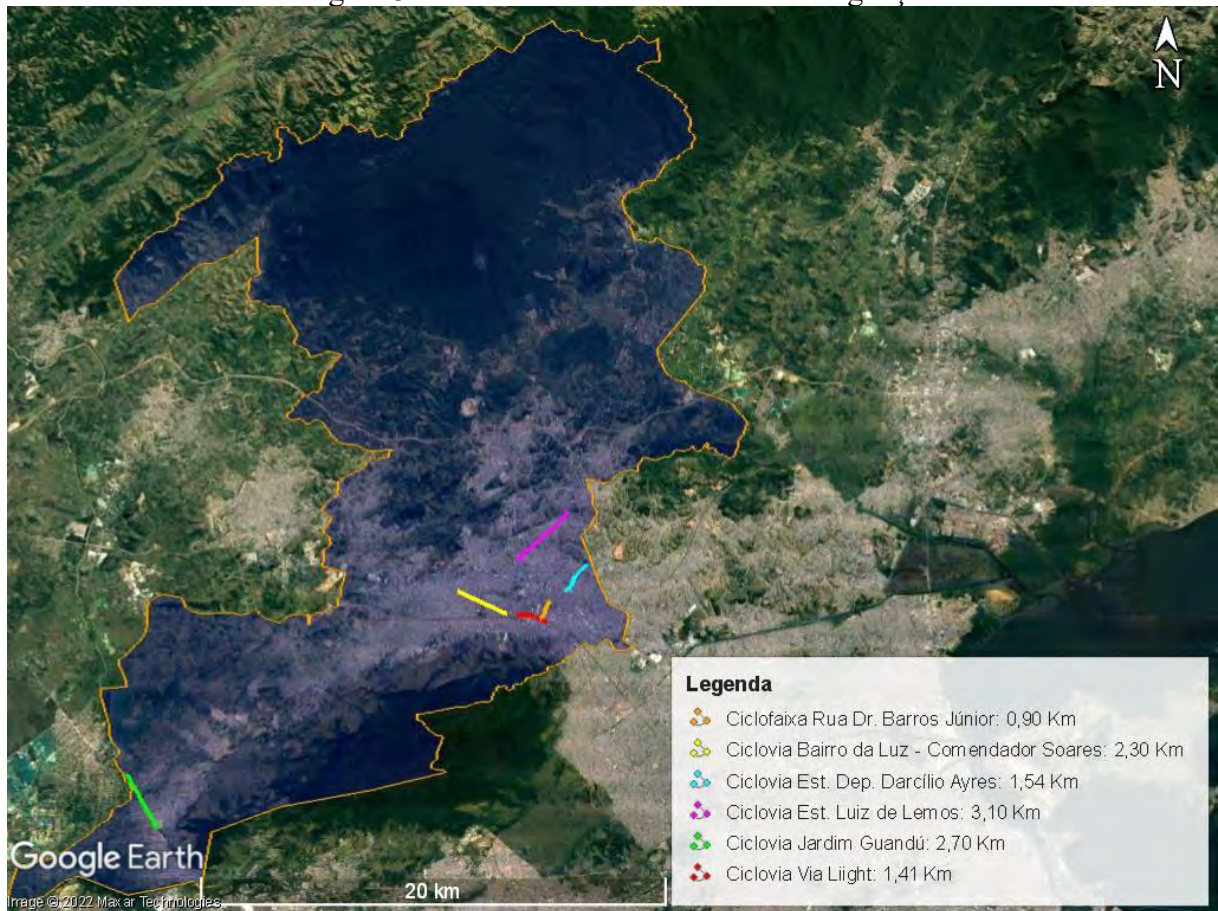 N
Legenda
Ciclofaixa Rua Dr. Barros Júnior: 0,90 Km
Ciclovia Bairro da Luz - Comendador Soares: 2,30 Km
Ciclovia Est. Dep. Darcílio Ayres: 1,54 Km
Ciclovia Est. Luiz de Lemos: 3,10 Km
Ciclovia Jardim Guandú: 2,70 Km
Ciclovia Via Liight: 1,41 Km
Google Earth
20 km
Image © 2022 Maxar Technologies